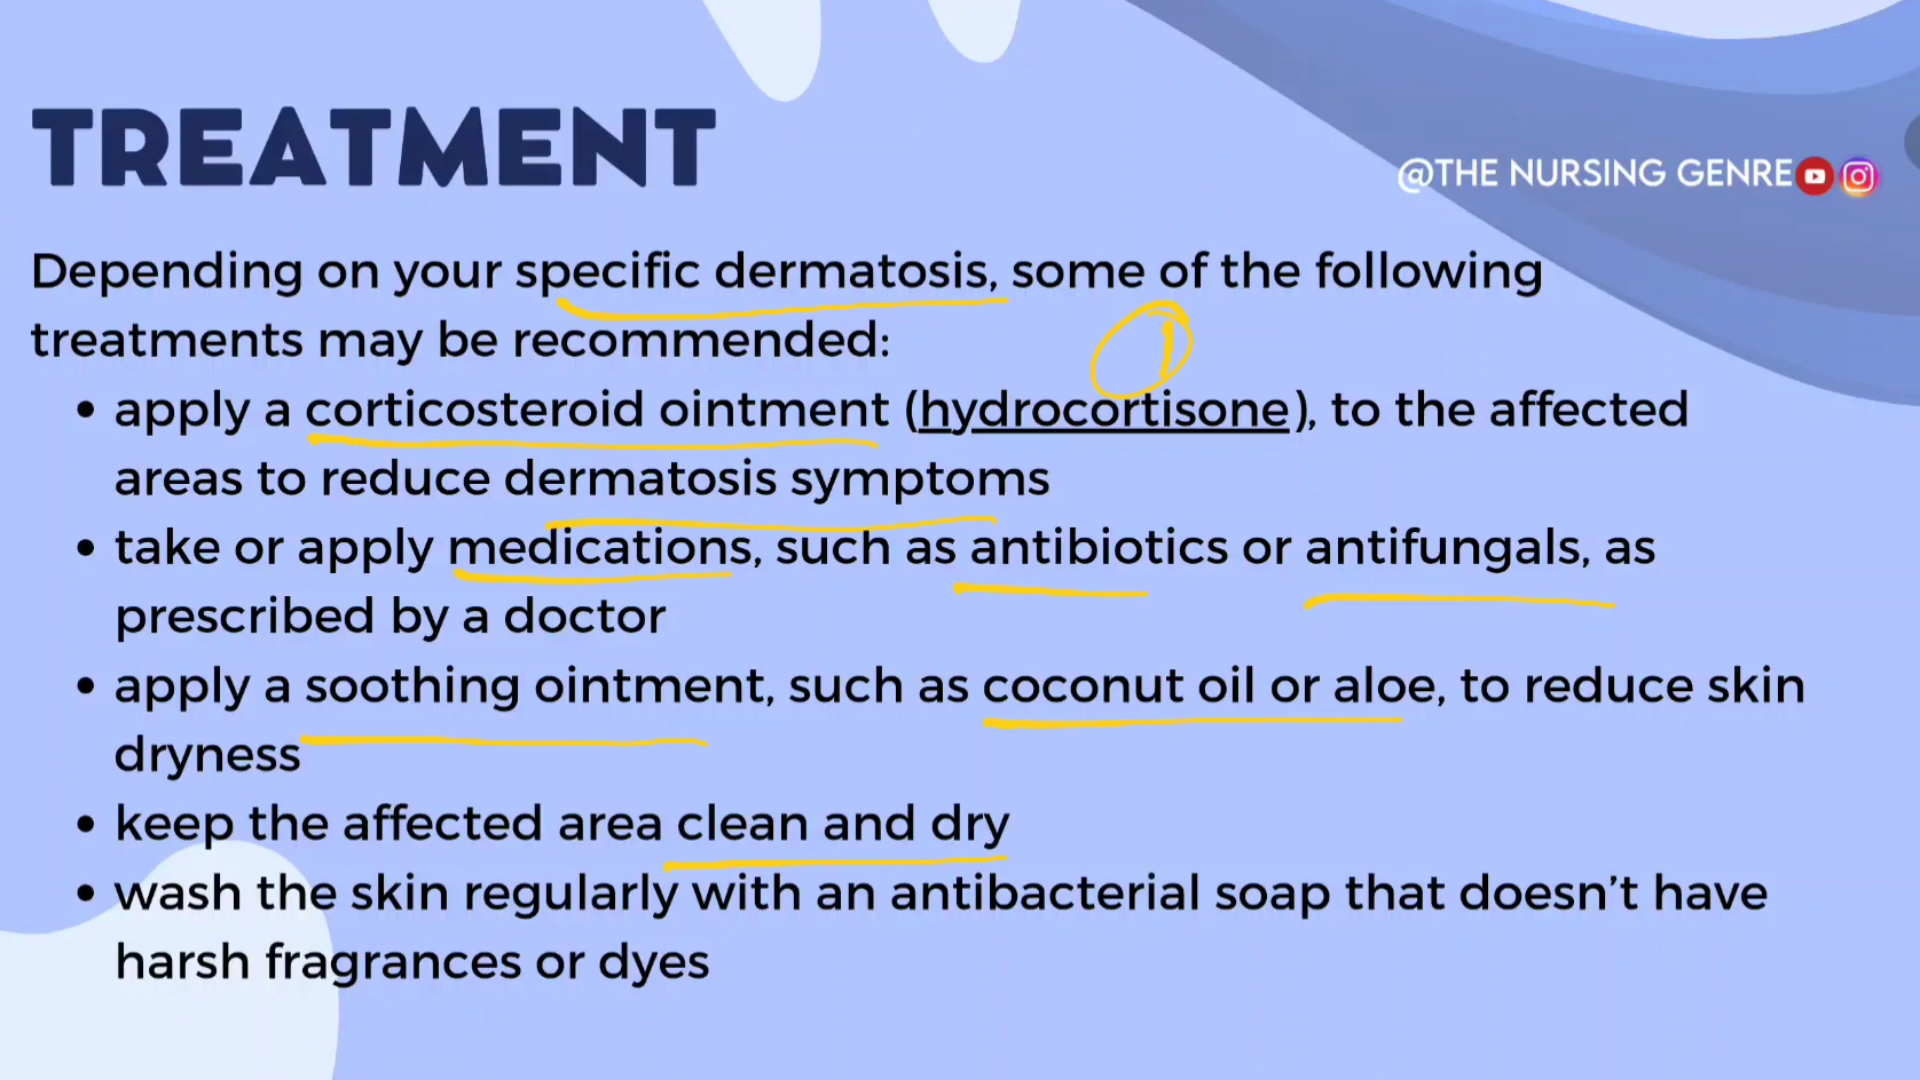 TREATMENT
@THE NURSING GENRE
Depending on your specific dermatosis, some of the following
treatments may be recommended:
1
• apply a corticosteroid ointment (hydrocortisone), to the affected
areas to reduce dermatosis symptoms
• take or apply medications, such as antibiotics or antifungals, as
prescribed by a doctor
• apply a soothing ointment, such as coconut oil or aloe, to reduce skin
dryness
• keep the affected area clean and dry
• wash the skin regularly with an antibacterial soap that doesn’t have
harsh fragrances or dyes